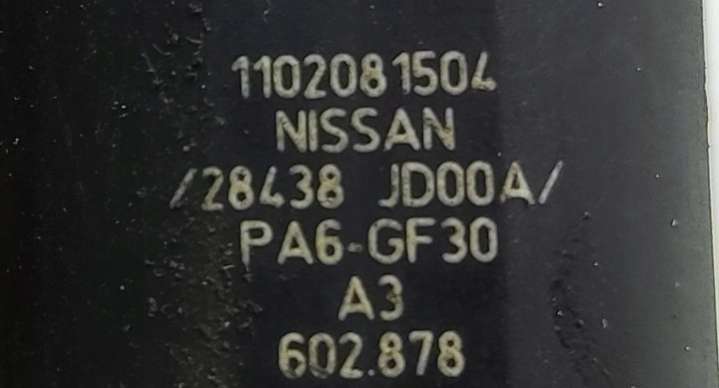 1102081504
NISSAN
/28438 JD00A/
PA6-GF30
A3
602.878